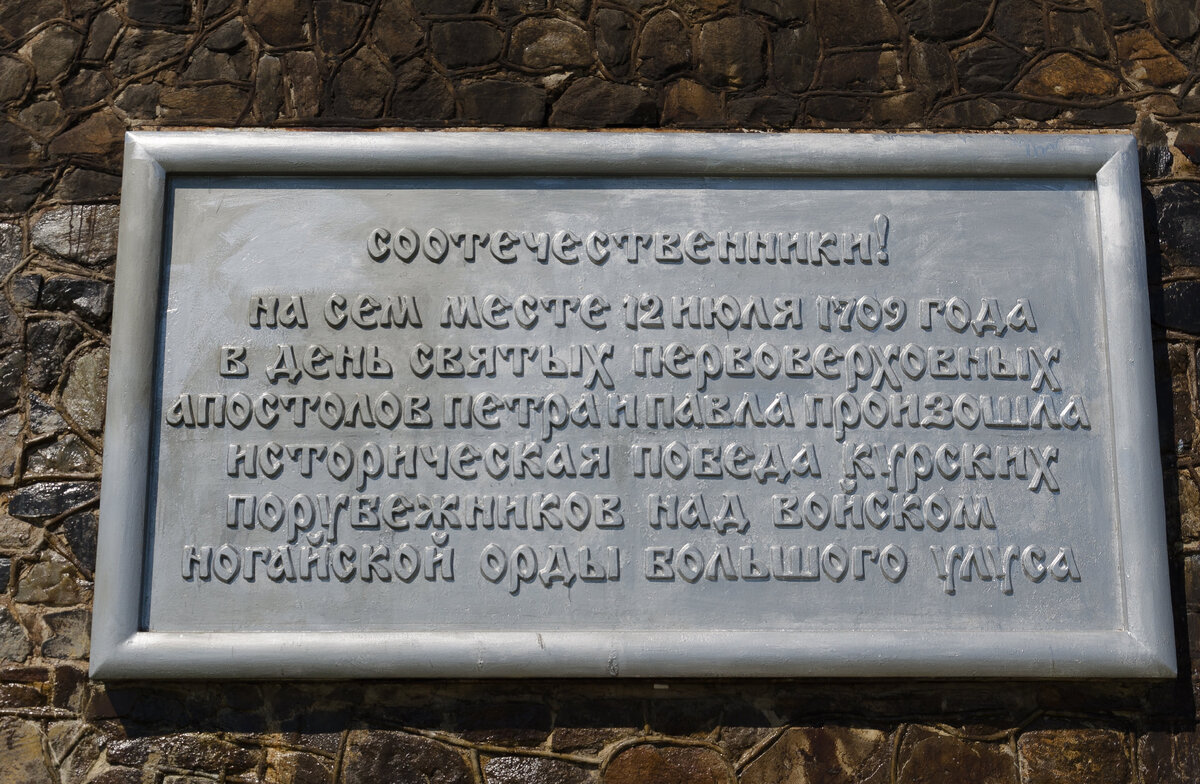 соотечественники!
на сем месте 12 июля 1709 года
в день святых первоверховных
апостолов петра и павла произошла
историческая победа курских
порубежников над войском
ногайской орды большого улуса